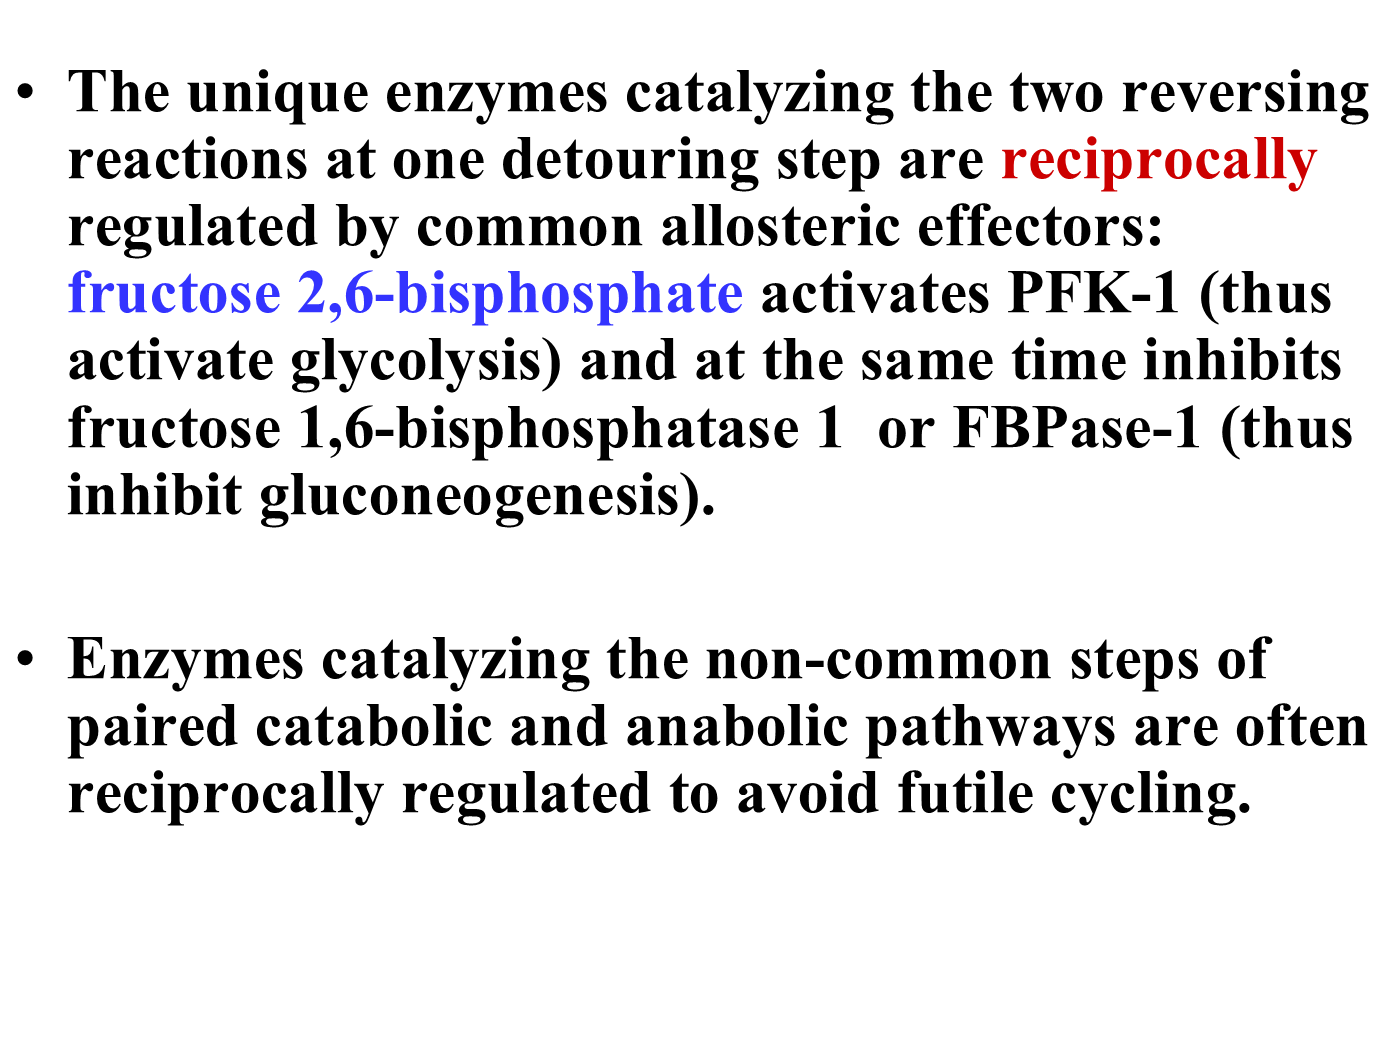 • The unique enzymes catalyzing the two reversing
reactions at one detouring step are reciprocally
regulated by common allosteric effectors:
fructose 2,6-bisphosphate activates PFK-1 (thus
activate glycolysis) and at the same time inhibits
fructose 1,6-bisphosphatase 1  or FBPase-1 (thus
inhibit gluconeogenesis).
• Enzymes catalyzing the non-common steps of
paired catabolic and anabolic pathways are often
reciprocally regulated to avoid futile cycling.